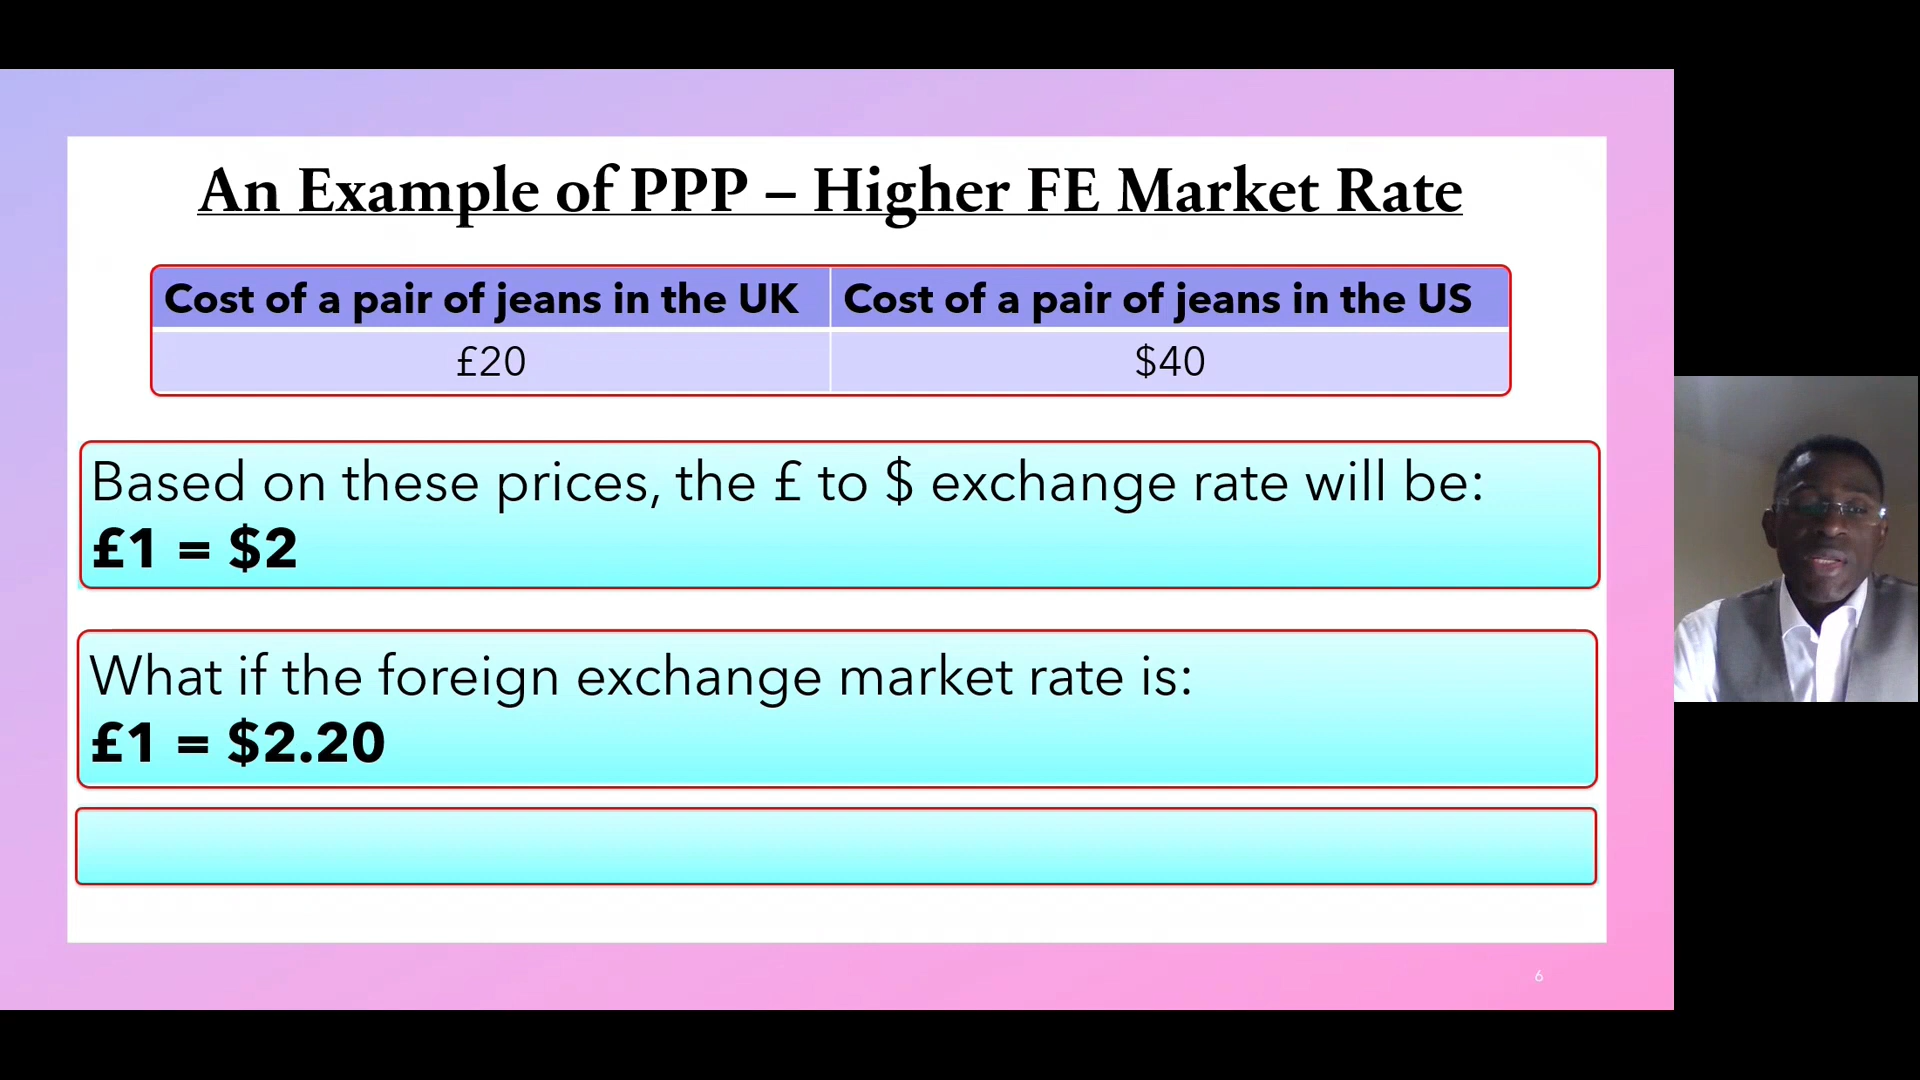 An Example of PPP – Higher FE Market Rate
Cost of a pair of jeans in the UK
Cost of a pair of jeans in the US
£20
$40
Based on these prices, the £ to $ exchange rate will be:
£1 = $2
What if the foreign exchange market rate is:
£1 = $2.20
6